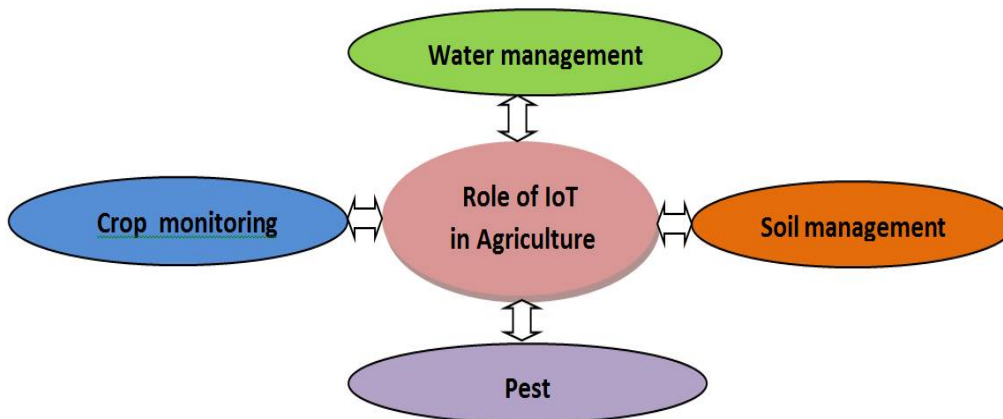 Water management
Crop monitoring
Role of IoT
in Agriculture
Soil management
Pest